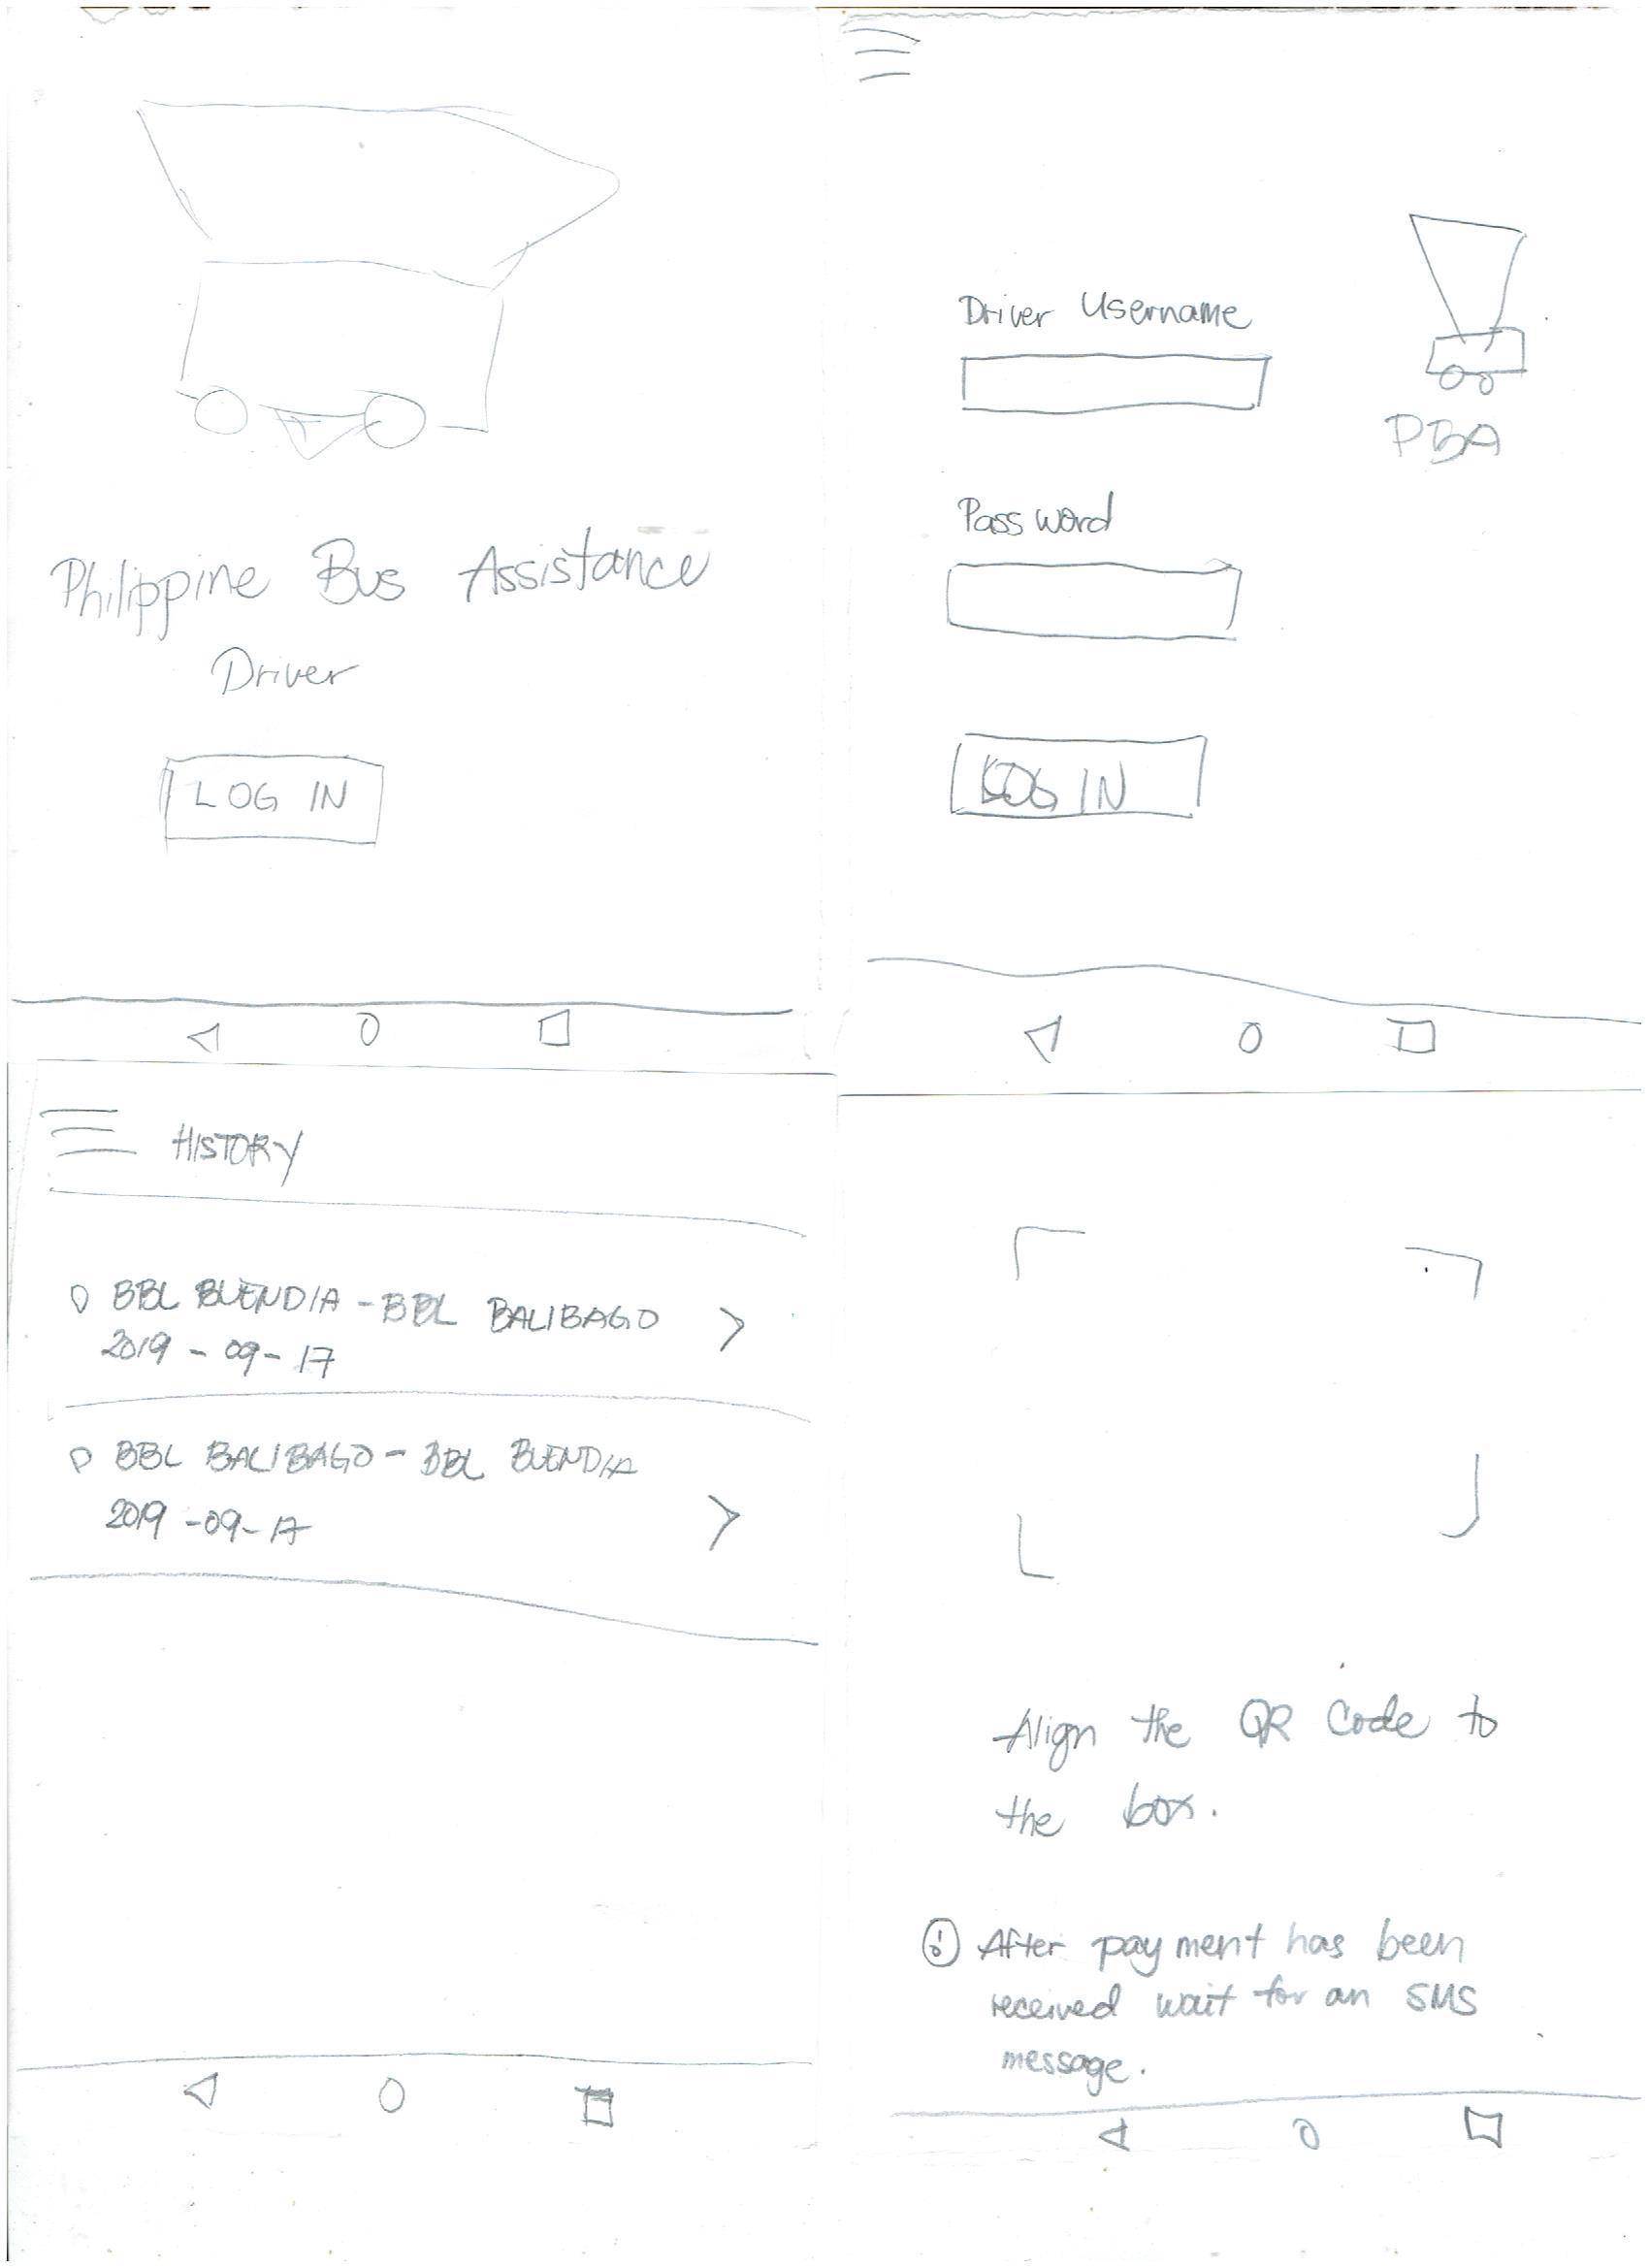 Philippine Bus Assistance
Driver
LOG IN
Driver Username
PBA
Password
LOG IN
HISTORY
BBL BUENDIA - BBL BALIBAGO
2019 - 09 - 17
BBL BALIBAGO - BBL BUENDIA
2019 - 09 - 17
Align the QR Code to
the box.
After payment has been
received wait for an SMS
message.